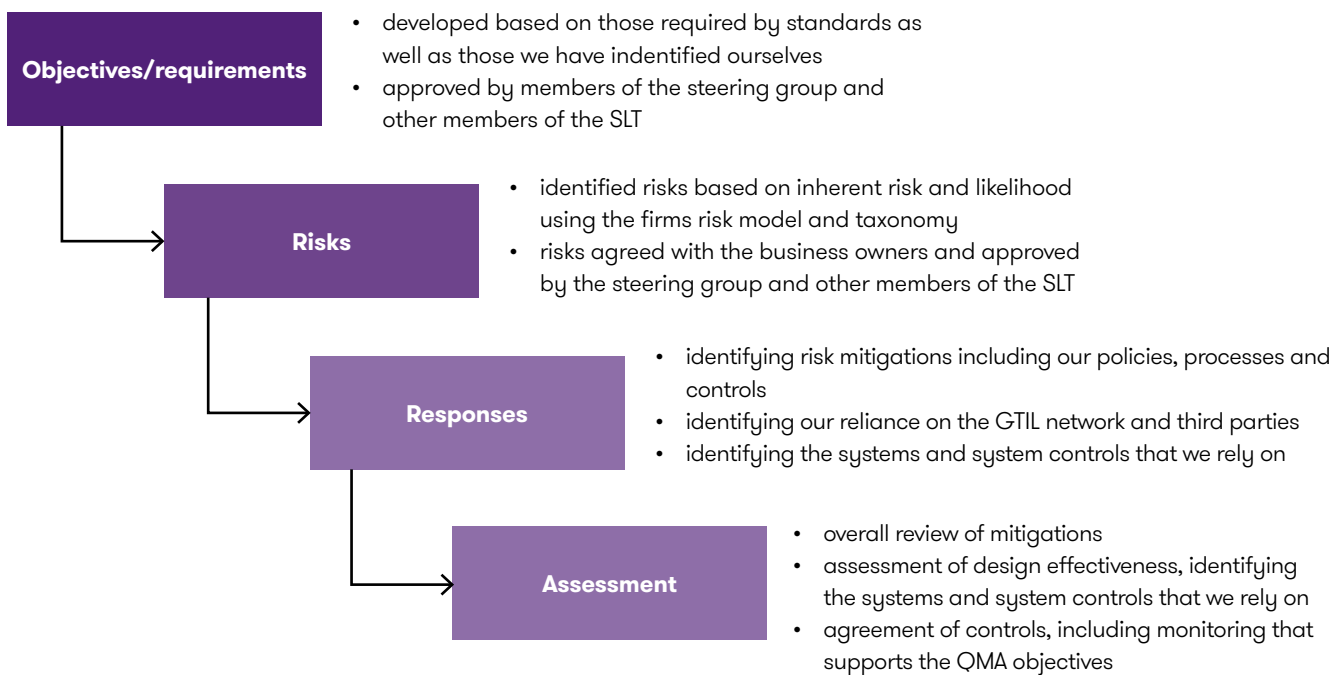 Objectives/requirements
• developed based on those required by standards as
well as those we have indentified ourselves
• approved by members of the steering group and
other members of the SLT
Risks
• identified risks based on inherent risk and likelihood
using the firms risk model and taxonomy
• risks agreed with the business owners and approved
by the steering group and other members of the SLT
Responses
• identifying risk mitigations including our policies, processes and
controls
• identifying our reliance on the GTIL network and third parties
• identifying the systems and system controls that we rely on
Assessment
• overall review of mitigations
• assessment of design effectiveness, identifying
the systems and system controls that we rely on
• agreement of controls, including monitoring that
supports the QMA objectives